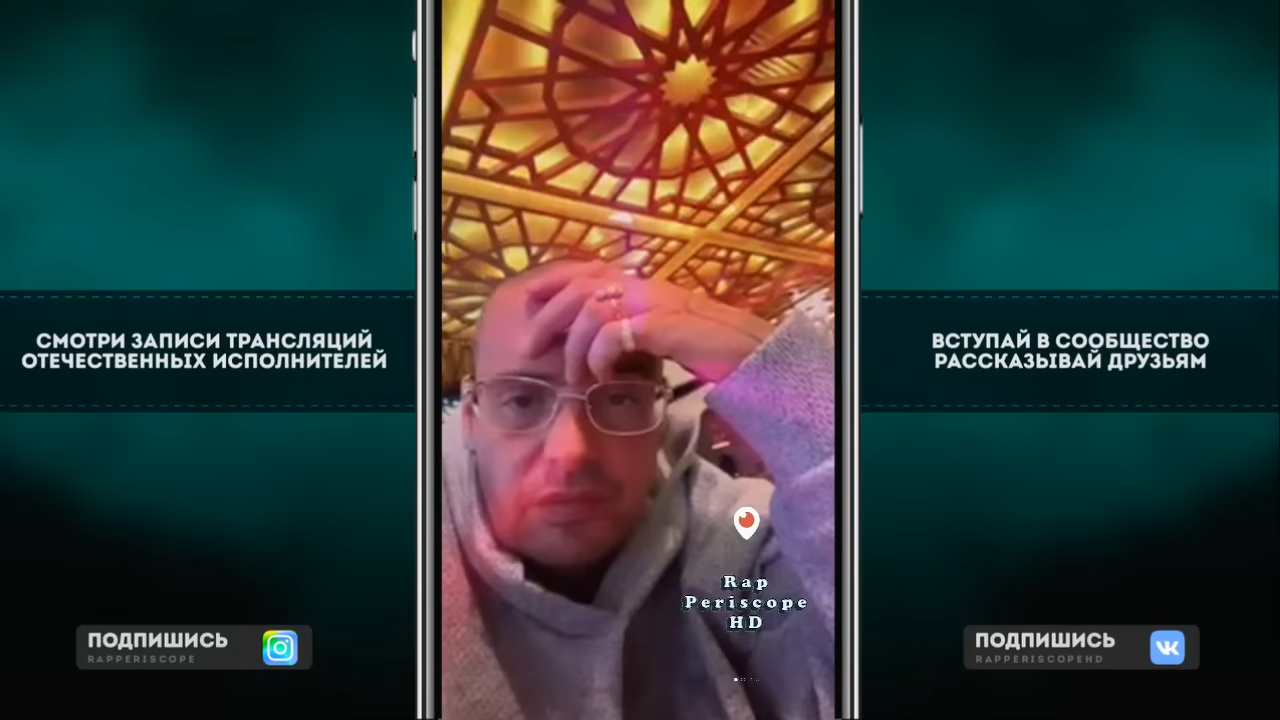 СМОТРИ ЗАПИСИ ТРАНСЛЯЦИЙ
ОТЕЧЕСТВЕННЫХ ИСПОЛНИТЕЛЕЙ
ВСТУПАЙ В СООБЩЕСТВО
РАССКАЗЫВАЙ ДРУЗЬЯМ
Rap
Periscope
HD
ПОДПИШИСЬ
RAPPERISCOPE
ПОДПИШИСЬ
RAPPERISCOPEHD